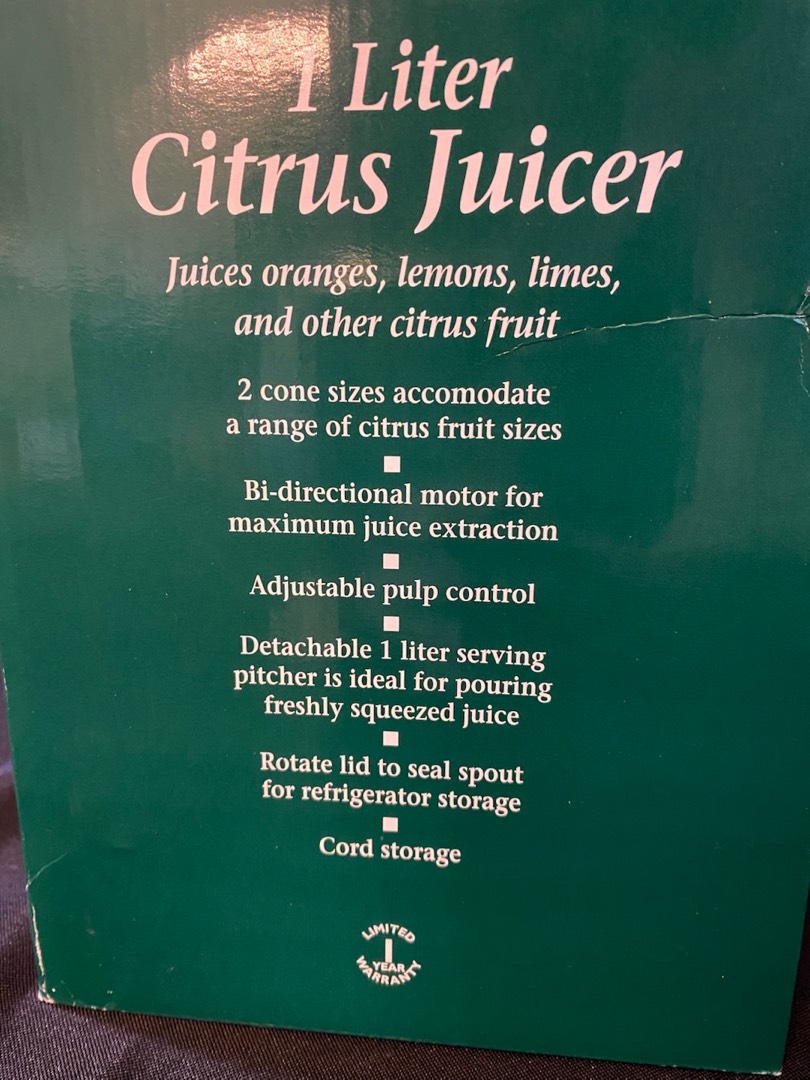 1 Liter
Citrus Juicer
Juices oranges, lemons, limes,
and other citrus fruit
2 cone sizes accomodate
a range of citrus fruit sizes
Bi-directional motor for
maximum juice extraction
Adjustable pulp control
Detachable 1 liter serving
pitcher is ideal for pouring
freshly squeezed juice
Rotate lid to seal spout
for refrigerator storage
Cord storage
LIMITED
1
YEAR
WARRANTY